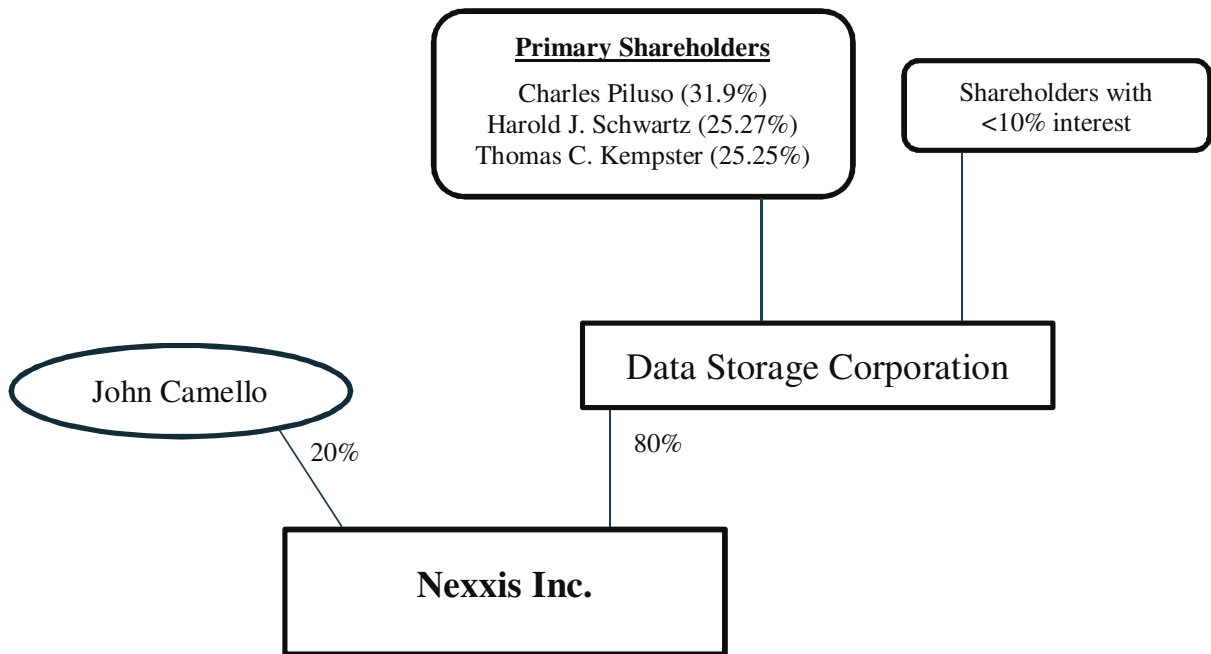 Primary Shareholders
Charles Piluso (31.9%)
Harold J. Schwartz (25.27%)
Thomas C. Kempster (25.25%)
Shareholders with
<10% interest
Data Storage Corporation
John Camello
20%
80%
Nexxis Inc.